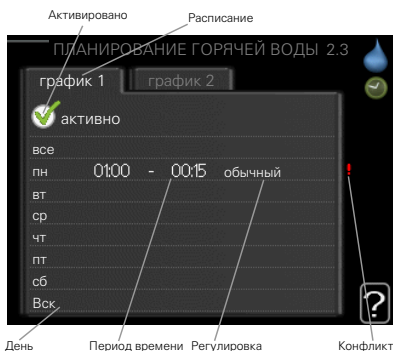 Активировано
Расписание
ПЛАНИРОВАНИЕ ГОРЯЧЕЙ ВОДЫ 2.3
график 1 график 2
активно
все
пн 01:00 - 00:15 обычный !
вт
ср
чт
пт
сб
Вск.
?
День Период времени Регулировка Конфликт